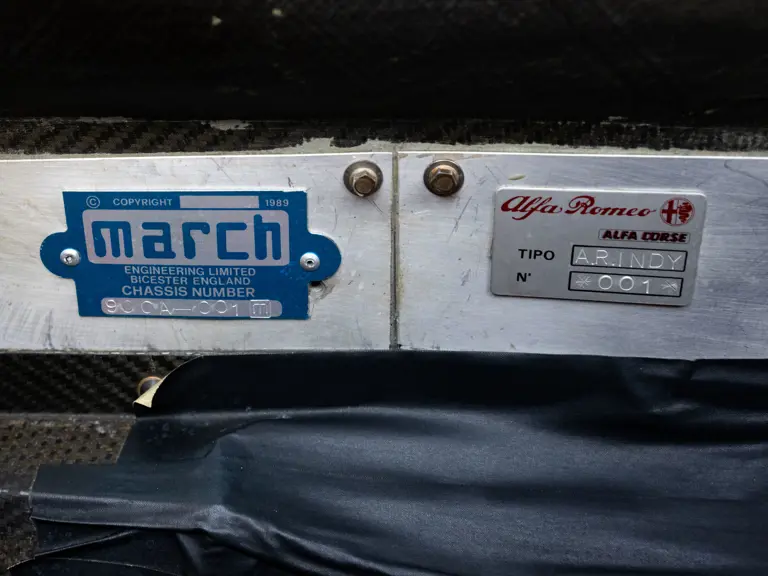 © COPYRIGHT 1989
march
ENGINEERING LIMITED
BICESTER ENGLAND
CHASSIS NUMBER
90CA-001 m
Alfa Romeo
ALFA CORSE
TIPO A.R.INDY
N° *001*